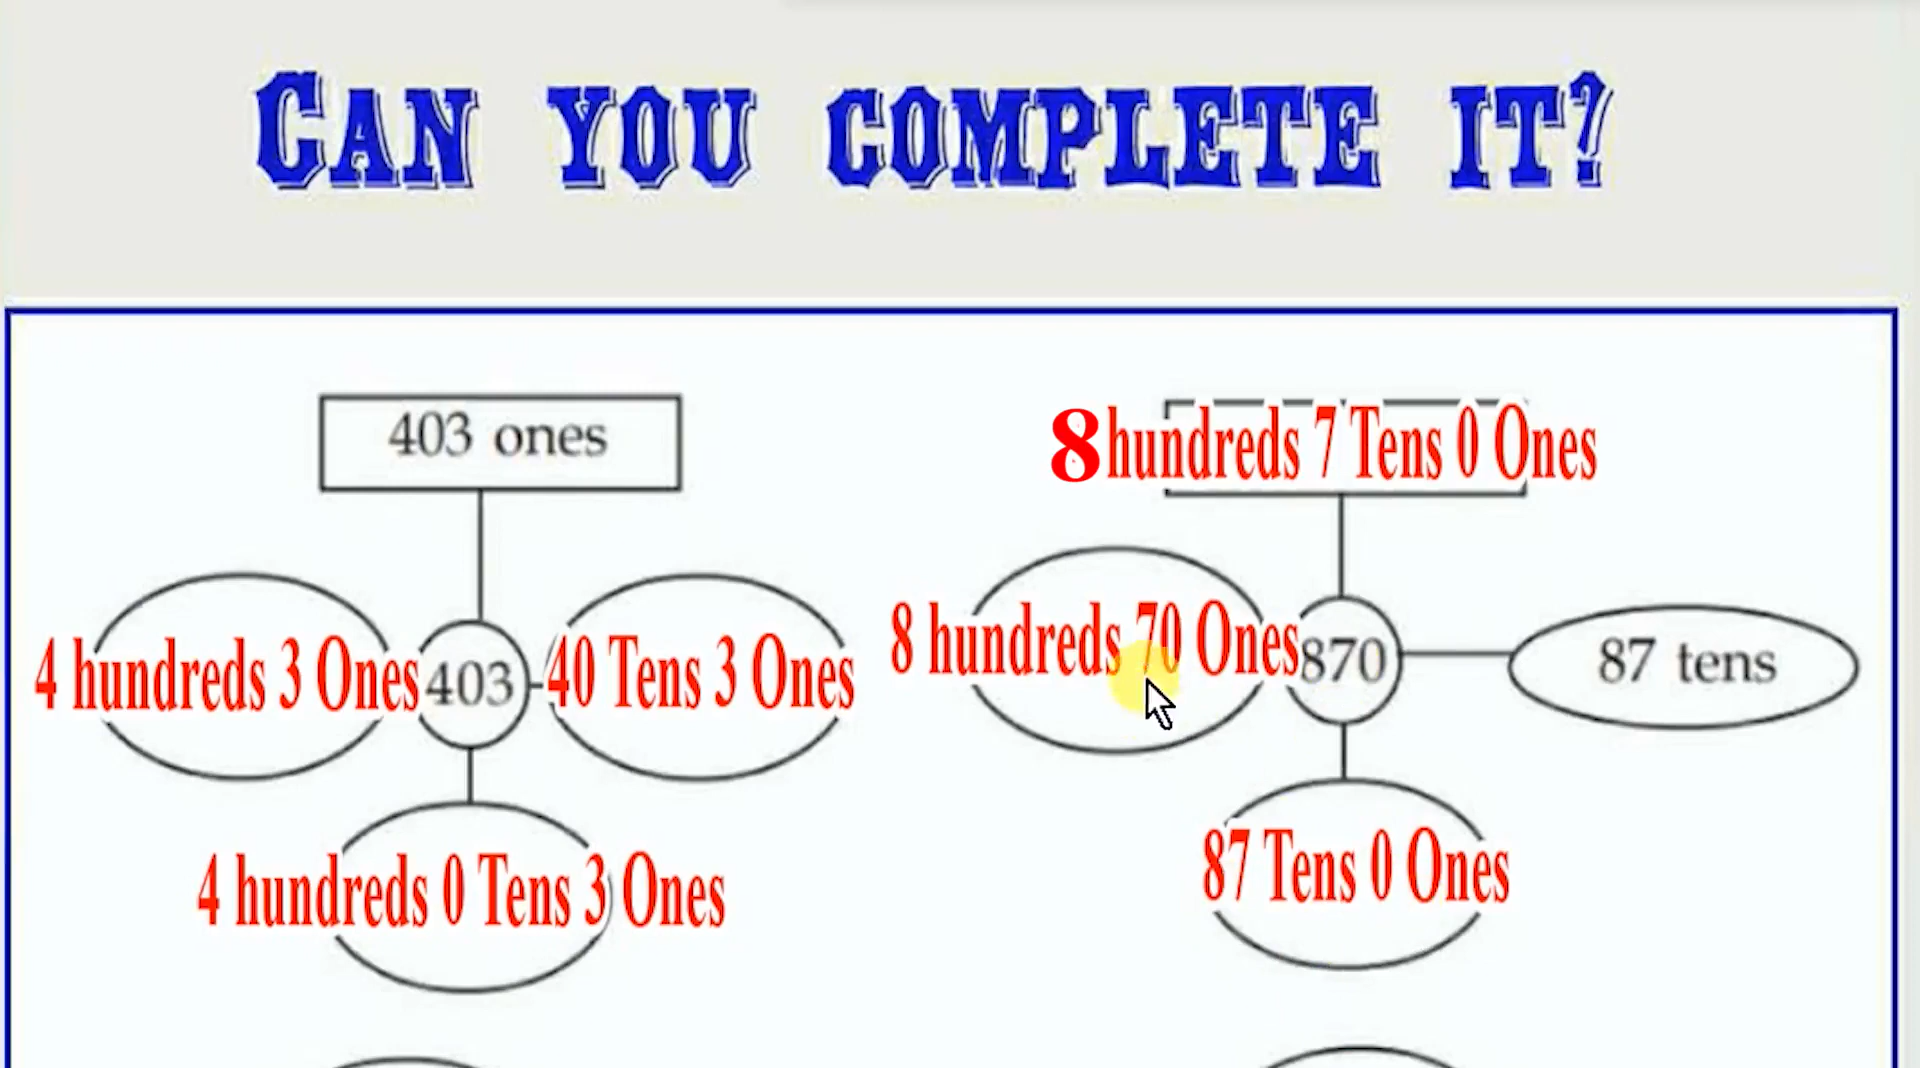 CAN YOU COMPLETE IT?
403 ones
4 hundreds 3 Ones
403
40 Tens 3 Ones
4 hundreds 0 Tens 3 Ones
8 hundreds 7 Tens 0 Ones
8 hundreds 70 Ones
870
87 tens
87 Tens 0 Ones